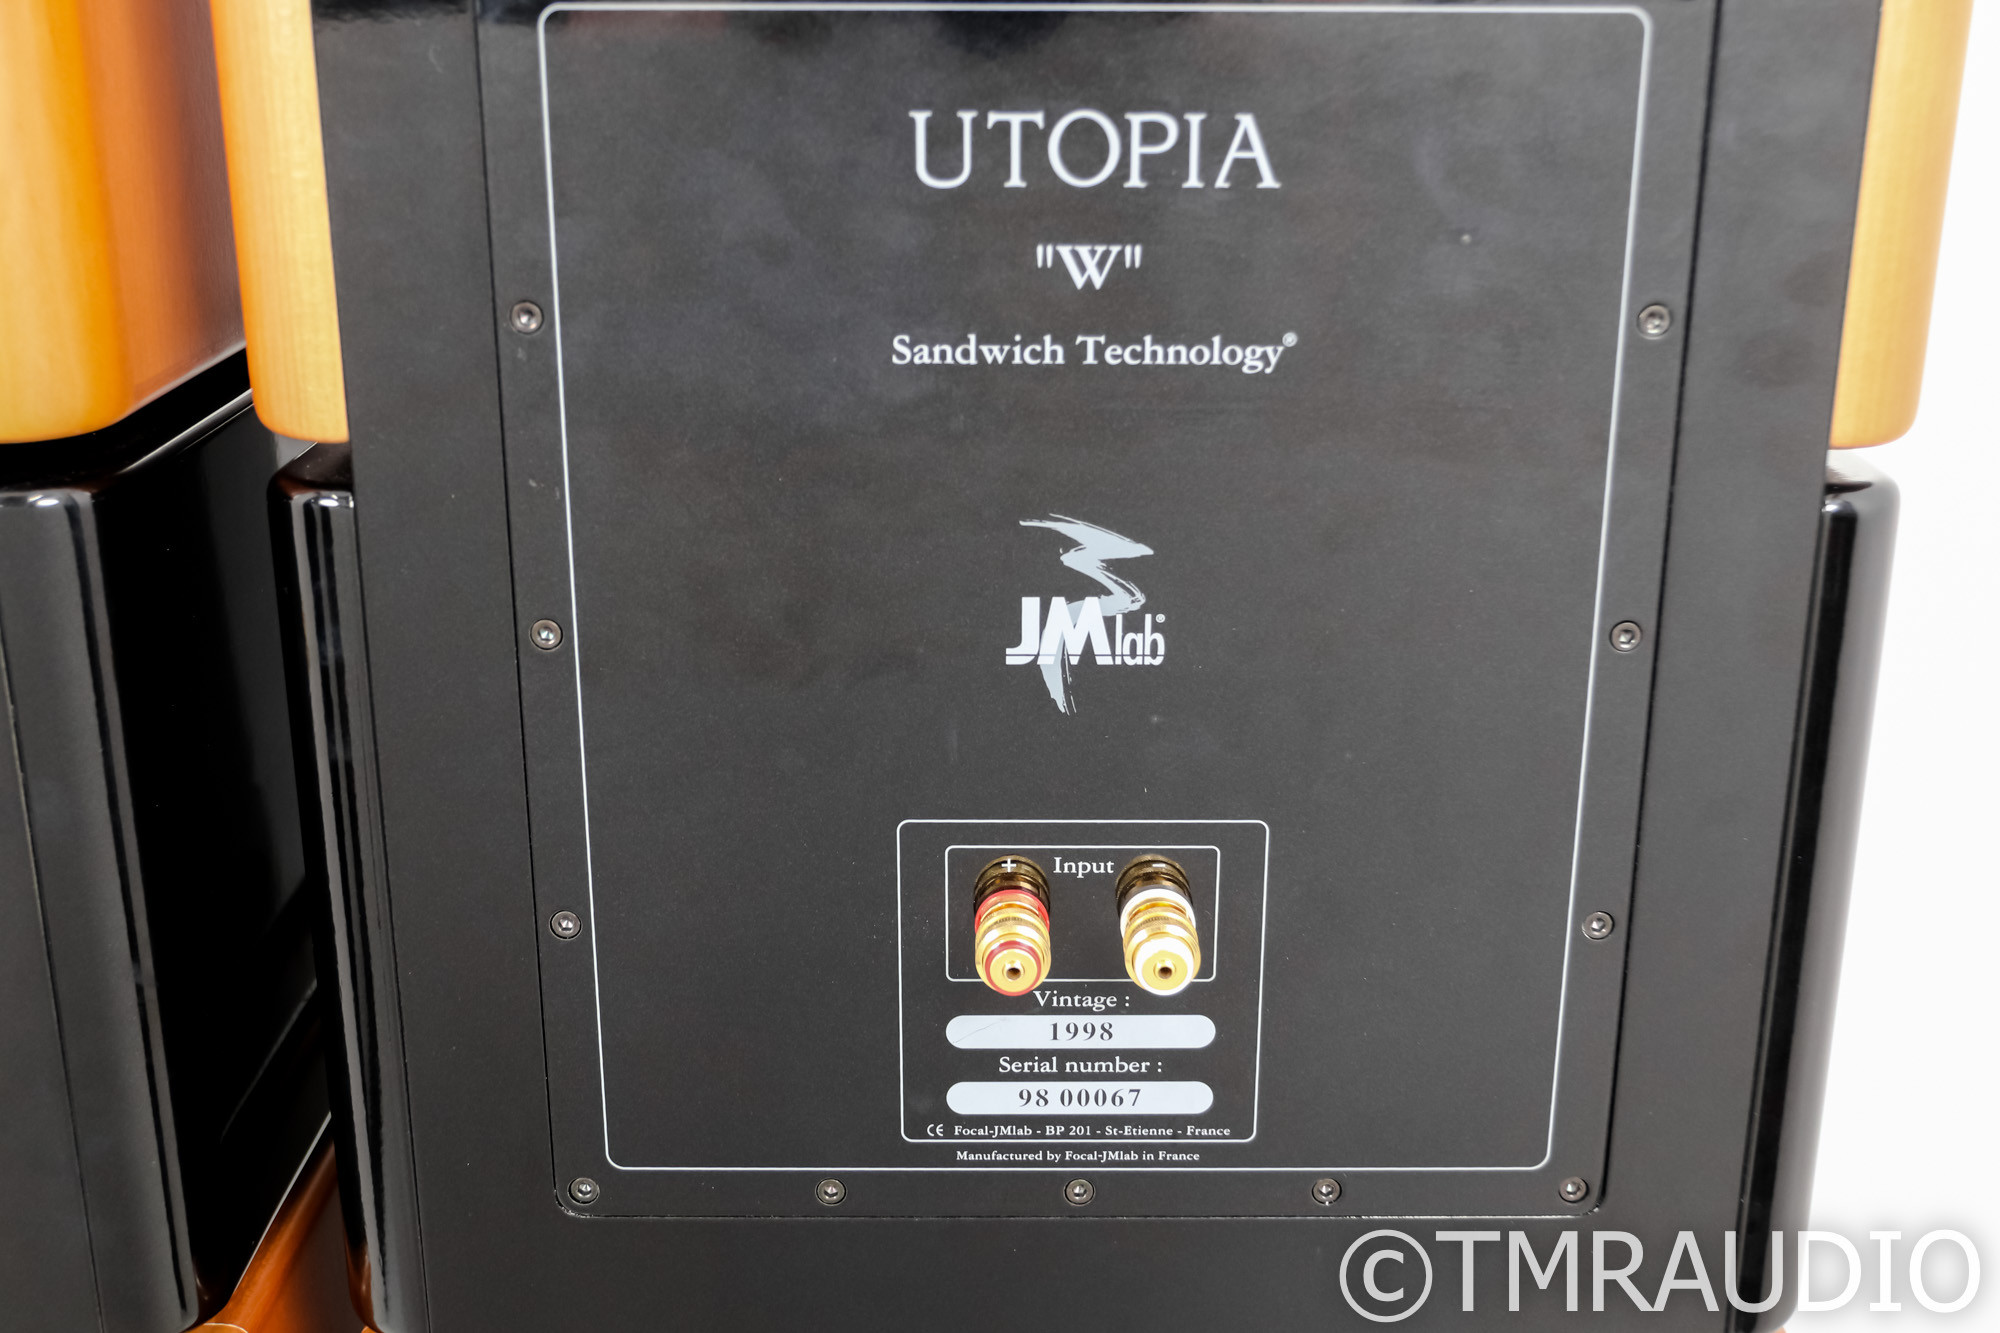 UTOPIA
"W"
Sandwich Technology®
JMlab®
+ Input -
Vintage :
1998
Serial number :
98 00067
CE Focal-JMlab - BP 201 - St-Etienne - France
Manufactured by Focal-JMlab in France
©TMRAUDIO